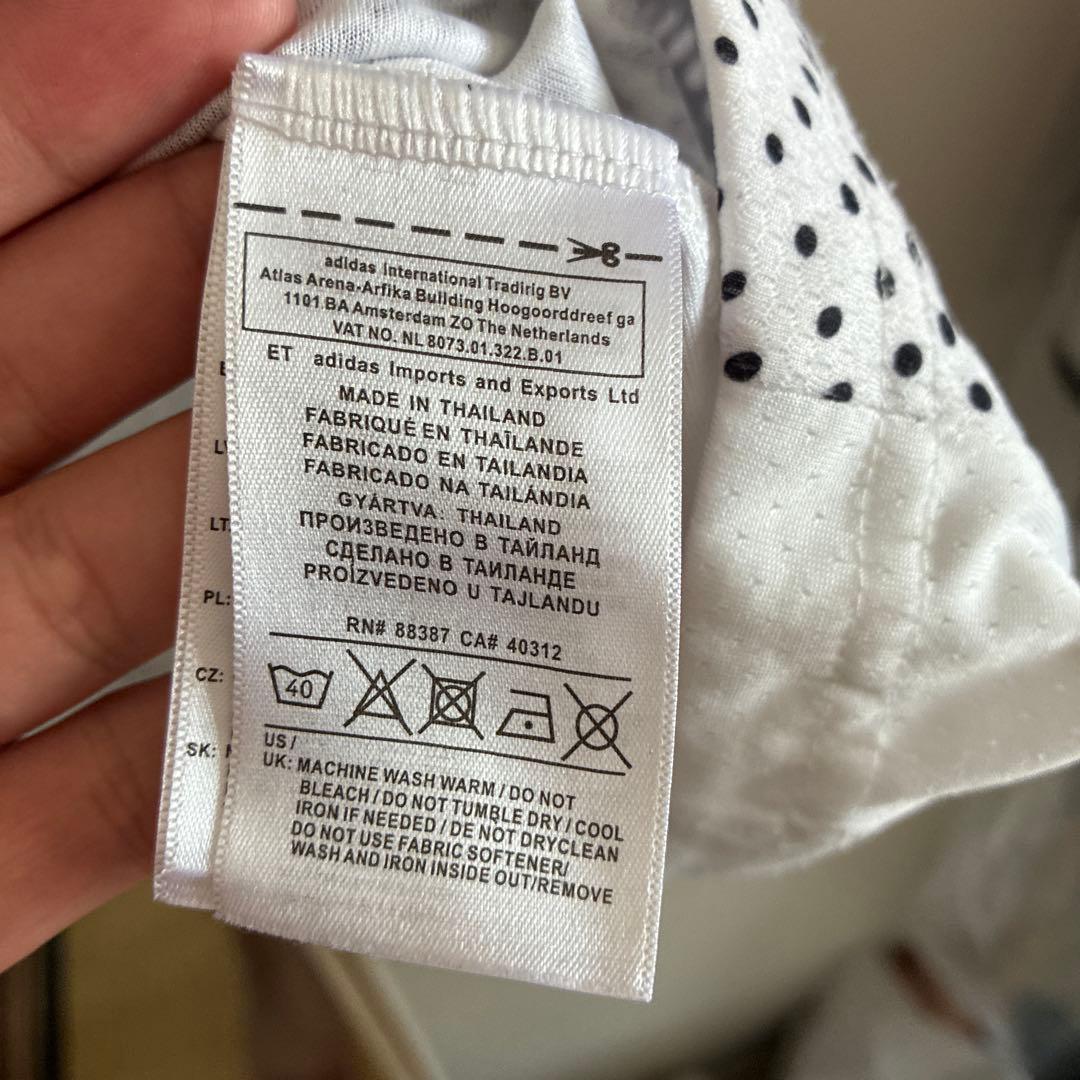 adidas International Tradirig BV
Atlas Arena-Arfika Building Hoogoorddreef ga
1101 BA Amsterdam ZO The Netherlands
VAT NO. NL 8073.01.322.B.01
ET adidas Imports and Exports Ltd
MADE IN THAILAND
FABRIQUÉ EN THAÏLANDE
FABRICADO EN TAILANDIA
FABRICADO NA TAILÁNDIA
GYÁRTVA: THAILAND
ПРОИЗВЕДЕНО В ТАЙЛАНД
СДЕЛАНО В ТАИЛАНДЕ
PROÏZVEDENO U TAJLANDU
RN# 88387 CA# 40312
40
US /
UK: MACHINE WASH WARM / DO NOT
BLEACH / DO NOT TUMBLE DRY / COOL
IRON IF NEEDED / DE NOT DRYCLEAN
DO NOT USE FABRIC SOFTENER/
WASH AND IRON INSIDE OUT/REMOVE
LT:
PL:
CZ:
SK: